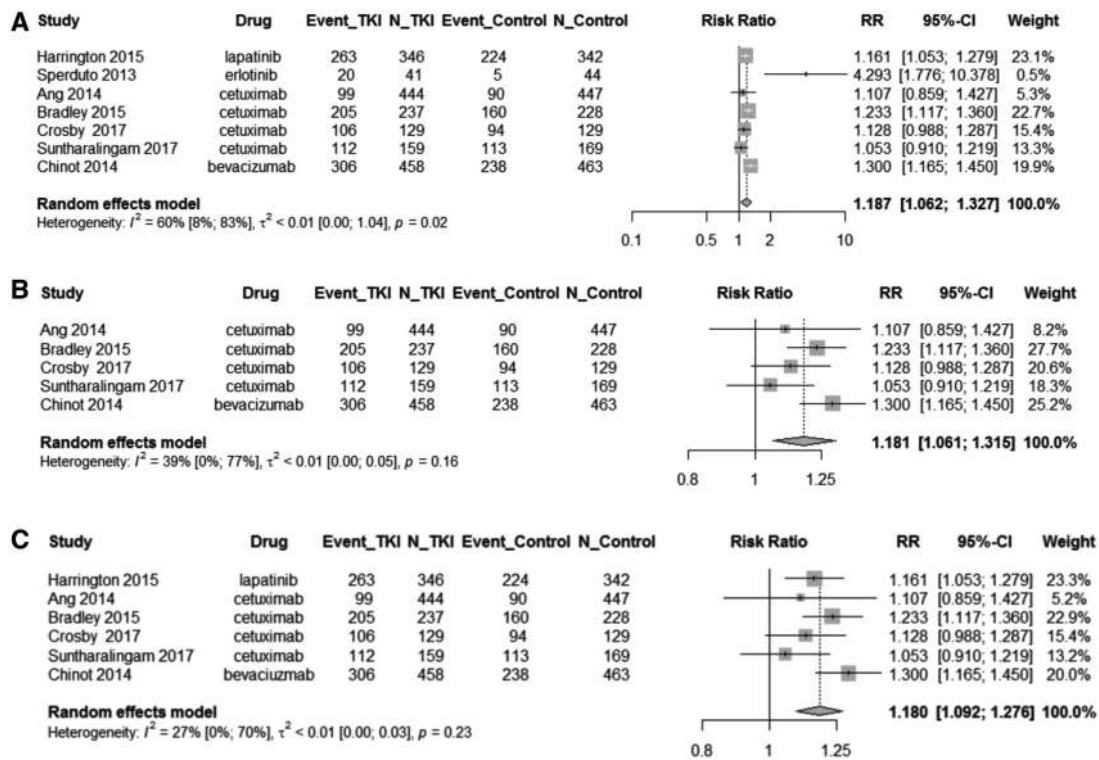 A Study Drug Event_TKI N_TKI Event_Control N_Control Risk Ratio RR 95%-CI Weight
Harrington 2015 lapatinib 263 346 224 342 1.161 [1.053; 1.279] 23.1%
Sperduto 2013 erlotinib 20 41 5 44 4.293 [1.776; 10.378] 0.5%
Ang 2014 cetuximab 99 444 90 447 1.107 [0.859; 1.427] 5.3%
Bradley 2015 cetuximab 205 237 160 228 1.233 [1.117; 1.360] 22.7%
Crosby 2017 cetuximab 106 129 94 129 1.128 [0.988; 1.287] 15.4%
Suntharalingam 2017 cetuximab 112 159 113 169 1.053 [0.910; 1.219] 13.3%
Chinot 2014 bevacizumab 306 458 238 463 1.300 [1.165; 1.450] 19.9%
Random effects model 1.187 [1.062; 1.327] 100.0%
Heterogeneity: I² = 60% [8%; 83%], τ² < 0.01 [0.00; 1.04], p = 0.02
0.1 0.5 1 2 10
B Study Drug Event_TKI N_TKI Event_Control N_Control Risk Ratio RR 95%-CI Weight
Ang 2014 cetuximab 99 444 90 447 1.107 [0.859; 1.427] 8.2%
Bradley 2015 cetuximab 205 237 160 228 1.233 [1.117; 1.360] 27.7%
Crosby 2017 cetuximab 106 129 94 129 1.128 [0.988; 1.287] 20.6%
Suntharalingam 2017 cetuximab 112 159 113 169 1.053 [0.910; 1.219] 18.3%
Chinot 2014 bevacizumab 306 458 238 463 1.300 [1.165; 1.450] 25.2%
Random effects model 1.181 [1.061; 1.315] 100.0%
Heterogeneity: I² = 39% [0%; 77%], τ² < 0.01 [0.00; 0.05], p = 0.16
0.8 1 1.25
C Study Drug Event_TKI N_TKI Event_Control N_Control Risk Ratio RR 95%-CI Weight
Harrington 2015 lapatinib 263 346 224 342 1.161 [1.053; 1.279] 23.3%
Ang 2014 cetuximab 99 444 90 447 1.107 [0.859; 1.427] 5.2%
Bradley 2015 cetuximab 205 237 160 228 1.233 [1.117; 1.360] 22.9%
Crosby 2017 cetuximab 106 129 94 129 1.128 [0.988; 1.287] 15.4%
Suntharalingam 2017 cetuximab 112 159 113 169 1.053 [0.910; 1.219] 13.2%
Chinot 2014 bevaciuzmab 306 458 238 463 1.300 [1.165; 1.450] 20.0%
Random effects model 1.180 [1.092; 1.276] 100.0%
Heterogeneity: I² = 27% [0%; 70%], τ² < 0.01 [0.00; 0.03], p = 0.23
0.8 1 1.25